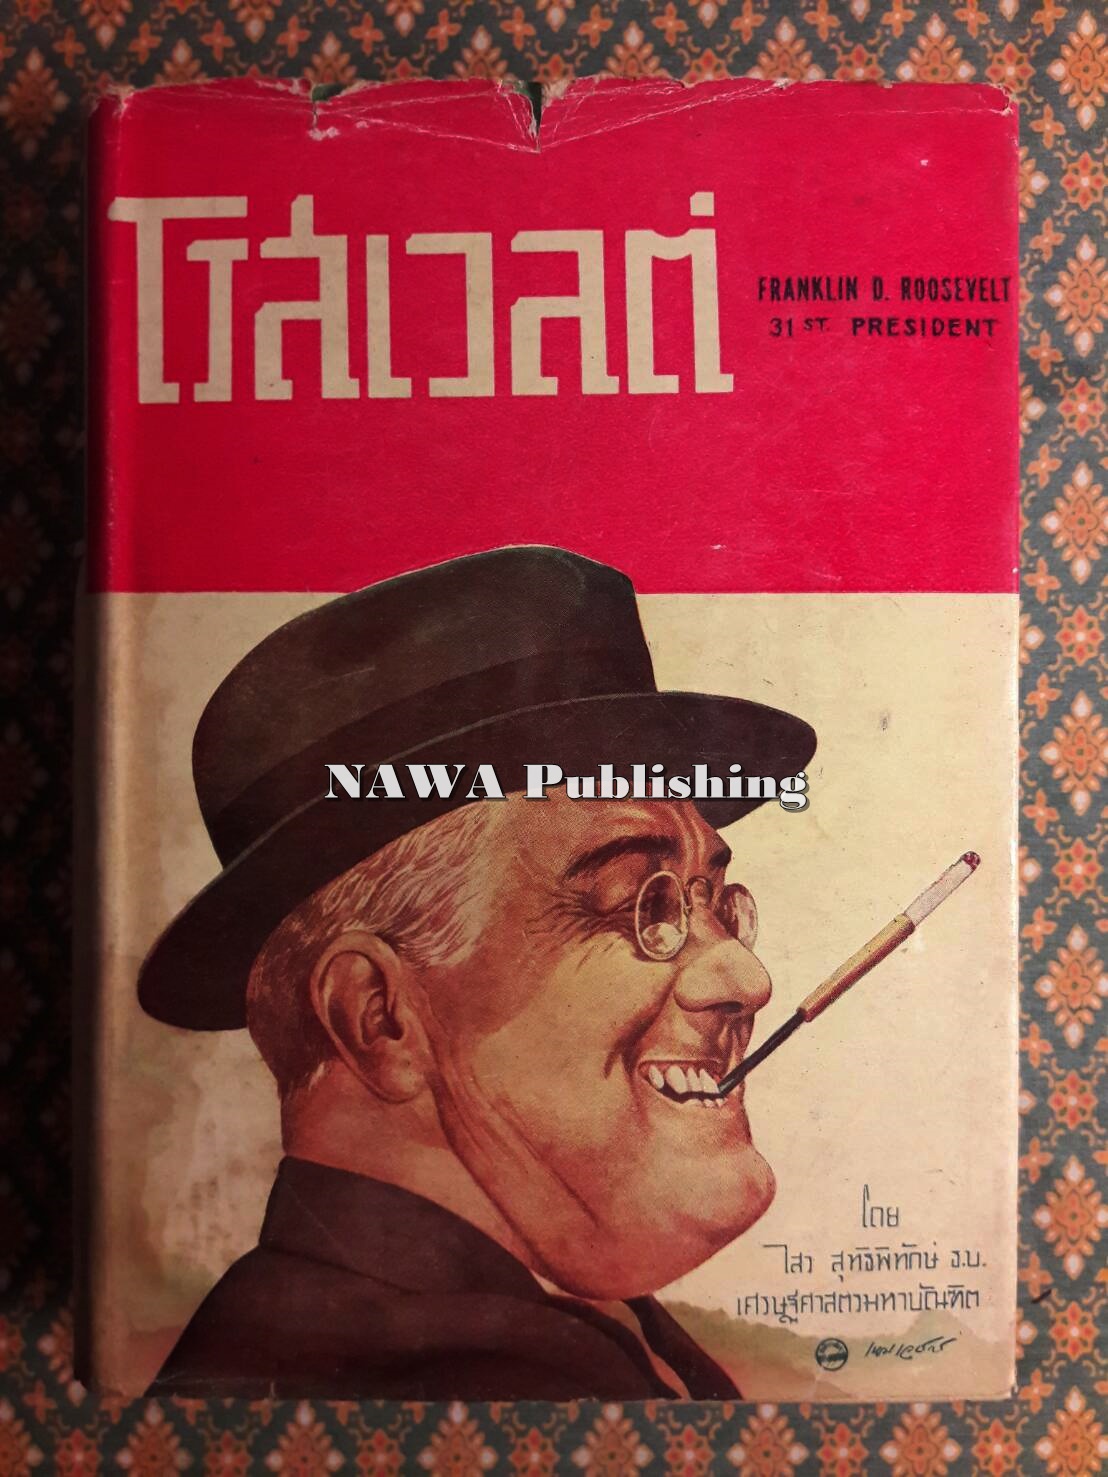 โรสเวลต์
FRANKLIN D. ROOSEVELT
31ST. PRESIDENT
NAWA Publishing
โดย
ไสว สุทธิพิทักษ์ ธ.บ.
เศรษฐศาสตรมหาบัณฑิต